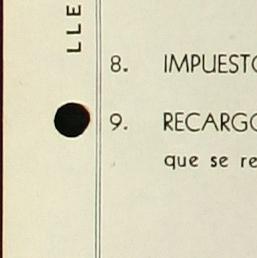 LLE
8. IMPUESTO
9. RECARGO
que se re